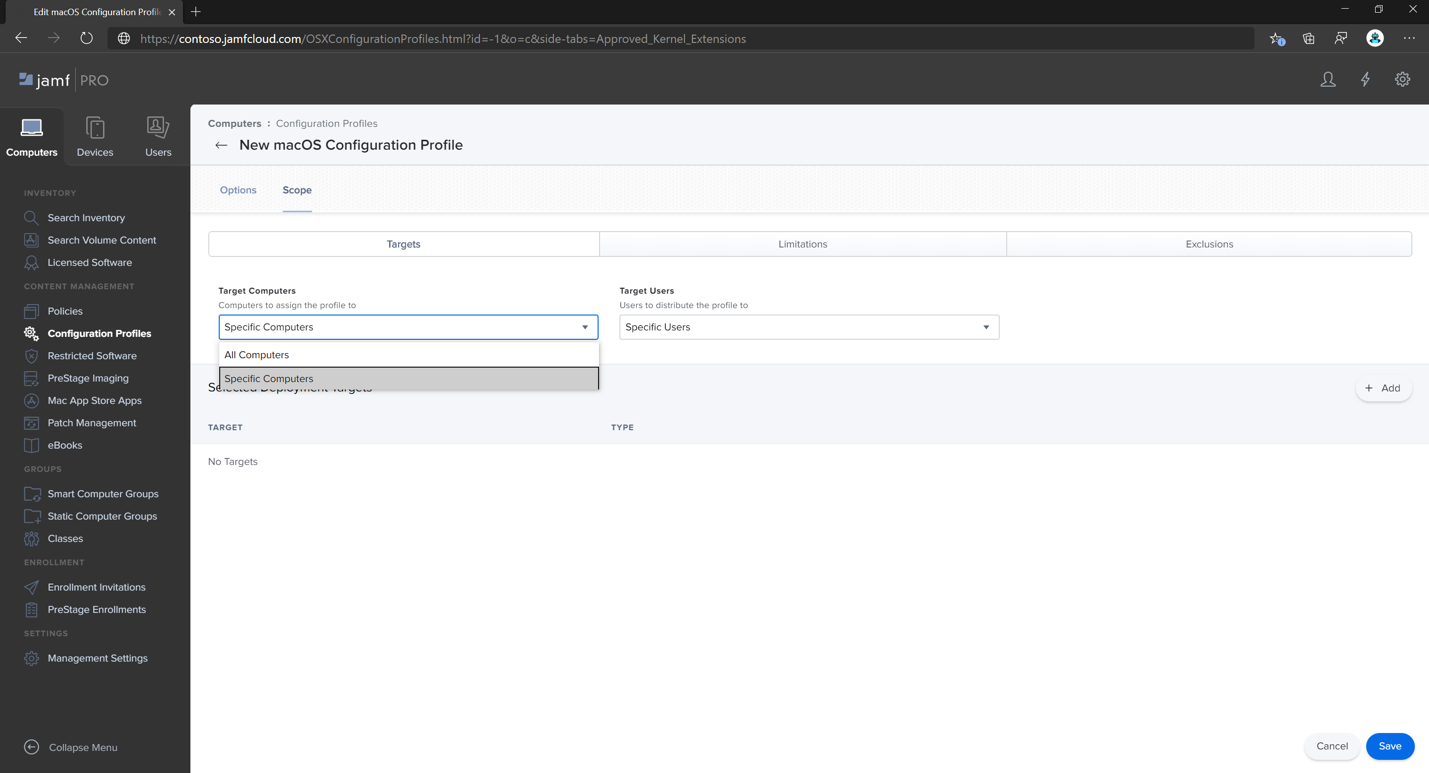 Edit macOS Configuration Profil
https://contoso.jamfcloud.com/OSXConfigurationProfiles.html?id=-1&o=c&side-tabs=Approved_Kernel_Extensions
jamf PRO
Computers
Devices
Users
INVENTORY
Search Inventory
Search Volume Content
Licensed Software
CONTENT MANAGEMENT
Policies
Configuration Profiles
Restricted Software
PreStage Imaging
Mac App Store Apps
Patch Management
eBooks
GROUPS
Smart Computer Groups
Static Computer Groups
Classes
ENROLLMENT
Enrollment Invitations
PreStage Enrollments
SETTINGS
Management Settings
Collapse Menu
Computers : Configuration Profiles
← New macOS Configuration Profile
Options Scope
Targets Limitations Exclusions
Target Computers
Computers to assign the profile to
Specific Computers
All Computers
Specific Computers
Target Users
Users to distribute the profile to
Specific Users
Selected Deployment Targets
+ Add
TARGET TYPE
No Targets
Cancel Save